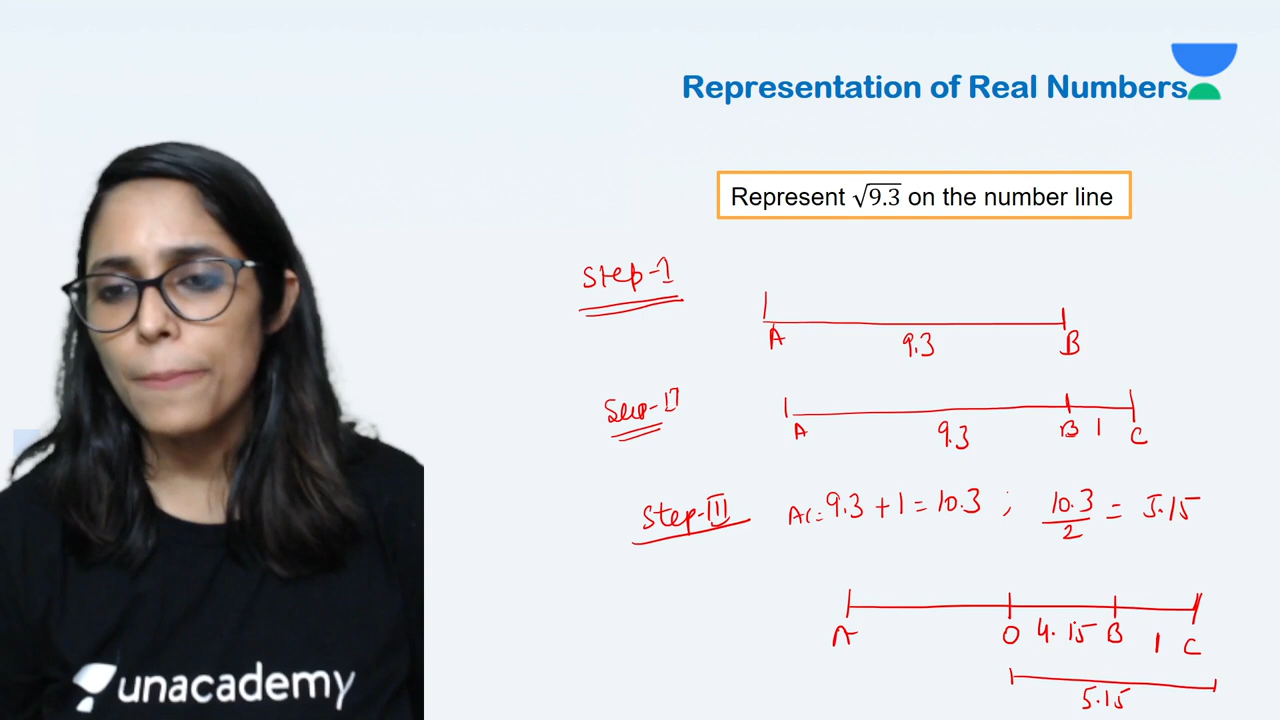 Representation of Real Numbers
Represent √9.3 on the number line
Step-I
A 9.3 B
Step-II
A 9.3 B 1 C
Step-III AC= 9.3 + 1 = 10.3 ; 10.3/2 = 5.15
A O 4.15 B 1 C
5.15
unacademy